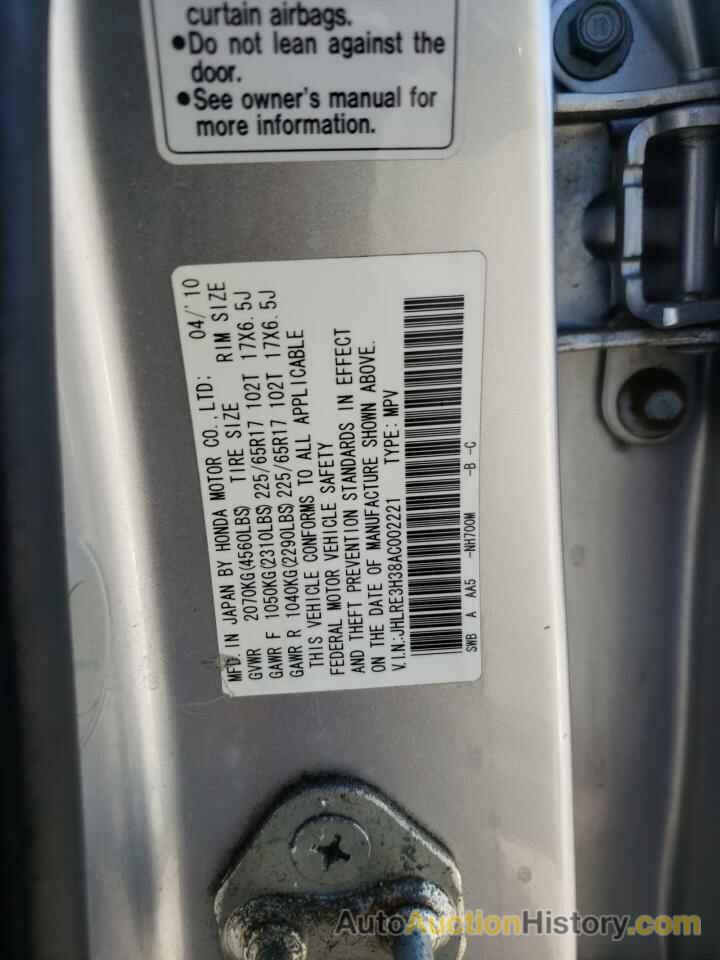 curtain airbags.
●Do not lean against the
door.
●See owner's manual for
more information.
MFD. IN JAPAN BY HONDA MOTOR CO.,LTD: 04/'10
GVWR 2070KG(4560LBS) TIRE SIZE RIM SIZE
GAWR F 1050KG(2310LBS) 225/65R17 102T 17X6.5J
GAWR R 1040KG(2290LBS) 225/65R17 102T 17X6.5J
THIS VEHICLE CONFORMS TO ALL APPLICABLE
FEDERAL MOTOR VEHICLE SAFETY
AND THEFT PREVENTION STANDARDS IN EFFECT
ON THE DATE OF MANUFACTURE SHOWN ABOVE.
V.I.N.:JHLRE3H38AC002221 TYPE: MPV
SWB A AA5 -NH700M -B -C
AutoAuctionHistory.com